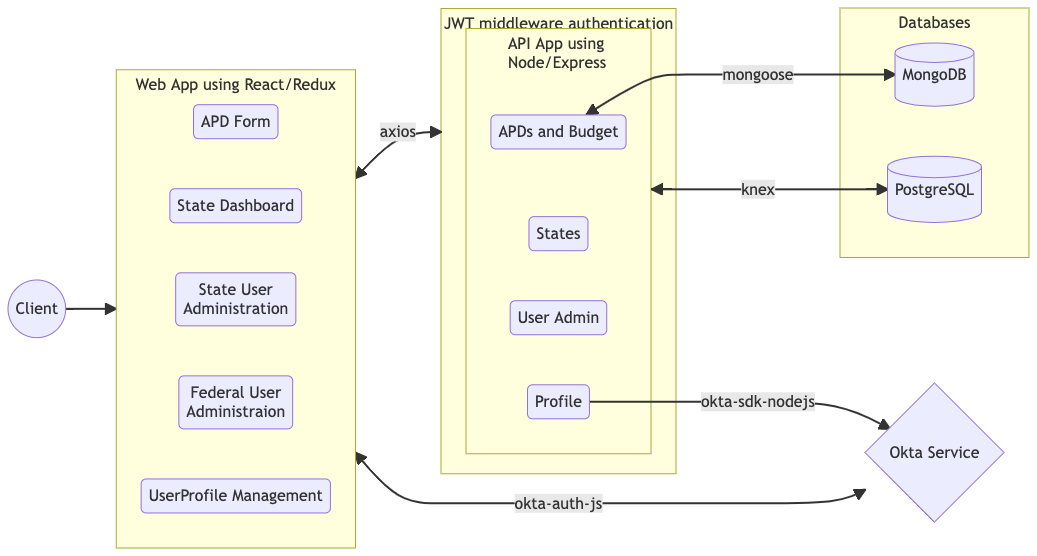 Client
Web App using React/Redux
APD Form
State Dashboard
State User
Administration
Federal User
Administraion
UserProfile Management
axios
JWT middleware authentication
API App using
Node/Express
APDs and Budget
States
User Admin
Profile
mongoose
knex
okta-sdk-nodejs
okta-auth-js
Databases
MongoDB
PostgreSQL
Okta Service